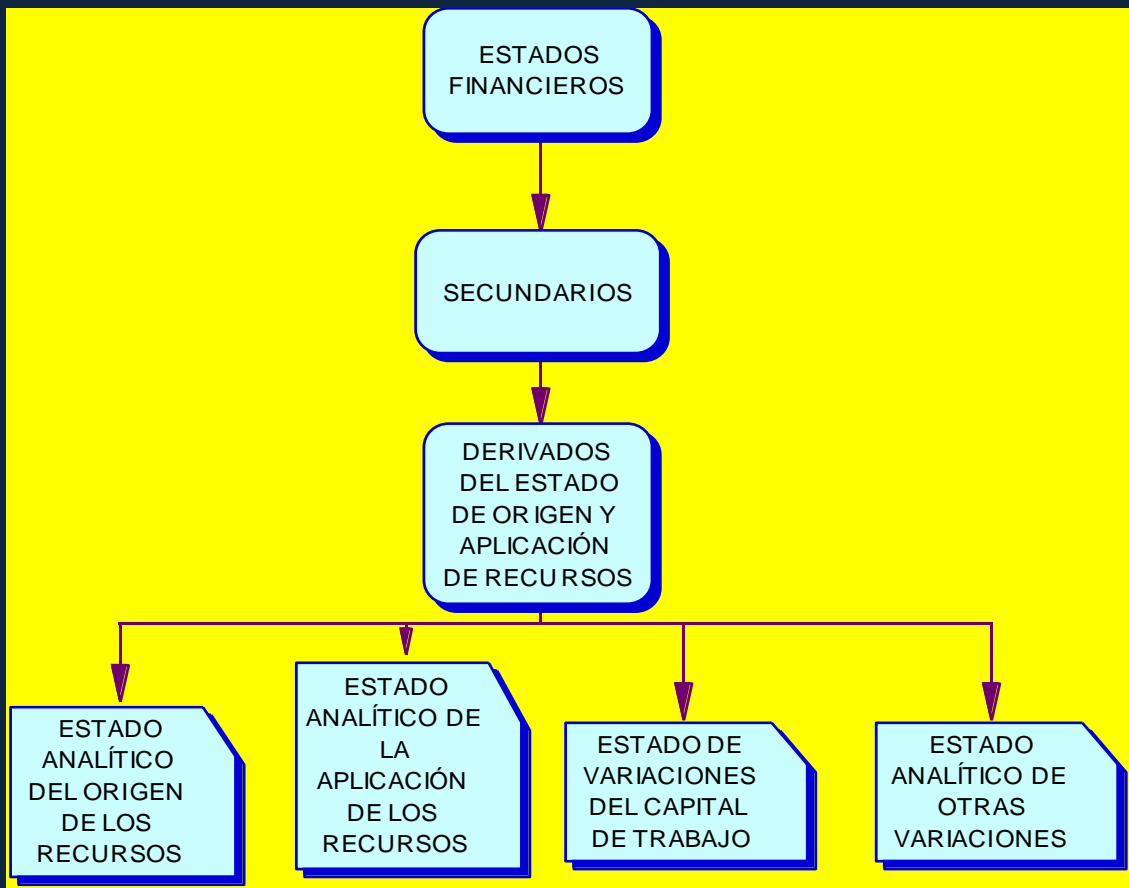 ESTADOS
FINANCIEROS
SECUNDARIOS
DERIVADOS
DEL ESTADO
DE ORIGEN Y
APLICACIÓN
DE RECURSOS
ESTADO
ANALÍTICO
DEL ORIGEN
DE LOS
RECURSOS
ESTADO
ANALÍTICO DE
LA
APLICACIÓN
DE LOS
RECURSOS
ESTADO DE
VARIACIONES
DEL CAPITAL
DE TRABAJO
ESTADO
ANALÍTICO DE
OTRAS
VARIACIONES